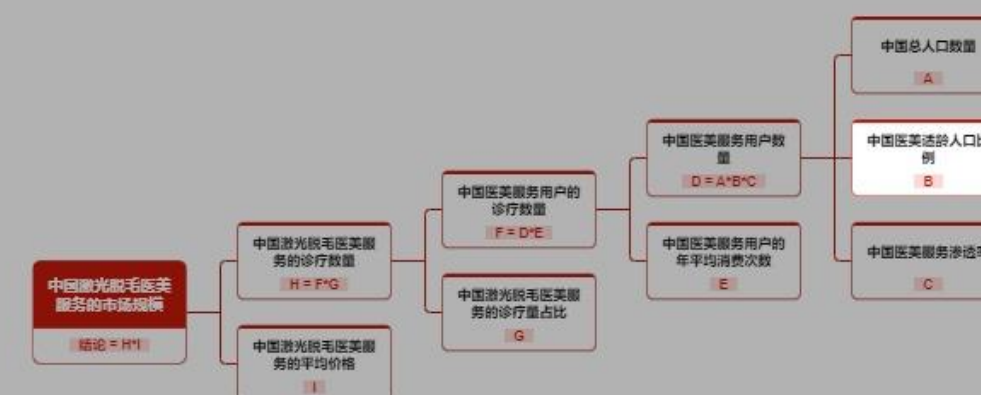 中国总人口数量
A
中国医美服务用户数
量
D = A*B*C
中国医美适龄人口比
例
B
中国医美服务用户的
诊疗数量
F = D*E
中国激光脱毛医美服
务的诊疗数量
H = F*G
中国医美服务用户的
年平均消费次数
E
中国医美服务渗透率
C
中国激光脱毛医美
服务的市场规模
结论 = H*I
中国激光脱毛医美服
务的诊疗量占比
G
中国激光脱毛医美服
务的平均价格
I